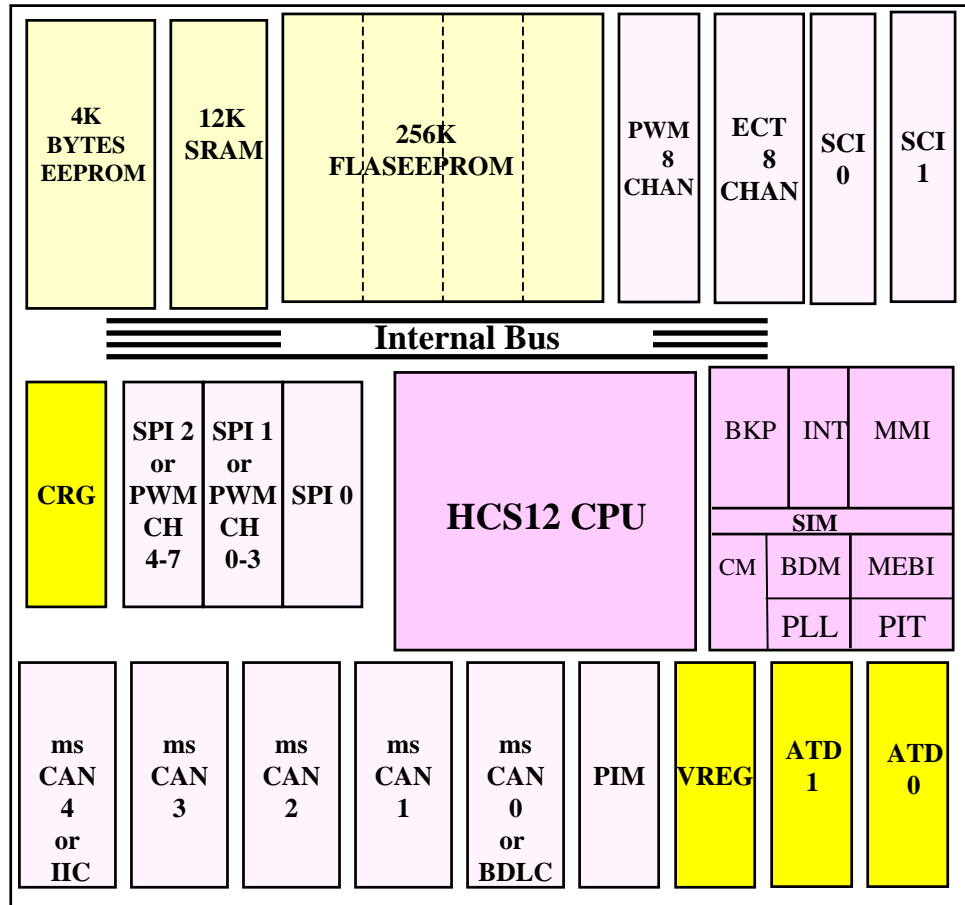 4K
BYTES
EEPROM
12K
SRAM
256K
FLASEEPROM
PWM
8
CHAN
ECT
8
CHAN
SCI
0
SCI
1
Internal Bus
CRG
SPI 2
or
PWM
CH
4-7
SPI 1
or
PWM
CH
0-3
SPI 0
HCS12 CPU
BKP
INT
MMI
SIM
CM
BDM
MEBI
PLL
PIT
ms
CAN
4
or
IIC
ms
CAN
3
ms
CAN
2
ms
CAN
1
ms
CAN
0
or
BDLC
PIM
VREG
ATD
1
ATD
0